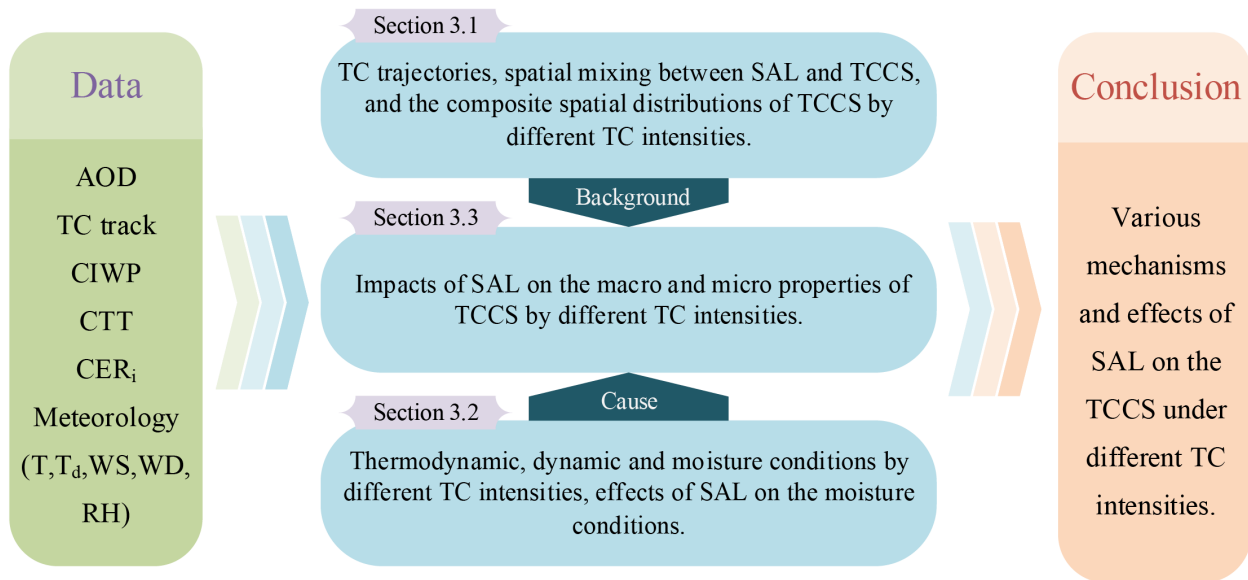 Data
AOD
TC track
CIWP
CTT
CERi
Meteorology
(T,Td,WS,WD,
RH)
Section 3.1
TC trajectories, spatial mixing between SAL and TCCS,
and the composite spatial distributions of TCCS by
different TC intensities.
Background
Section 3.3
Impacts of SAL on the macro and micro properties of
TCCS by different TC intensities.
Cause
Section 3.2
Thermodynamic, dynamic and moisture conditions by
different TC intensities, effects of SAL on the moisture
conditions.
Conclusion
Various
mechanisms
and effects of
SAL on the
TCCS under
different TC
intensities.